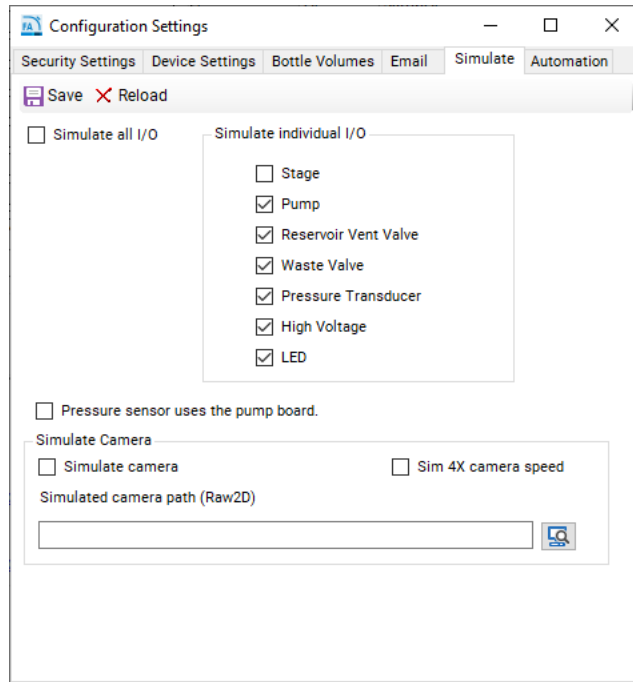 FA Configuration Settings
Security Settings Device Settings Bottle Volumes Email Simulate Automation
Save Reload
Simulate all I/O
Simulate individual I/O
Stage
Pump
Reservoir Vent Valve
Waste Valve
Pressure Transducer
High Voltage
LED
Pressure sensor uses the pump board.
Simulate Camera
Simulate camera Sim 4X camera speed
Simulated camera path (Raw2D)